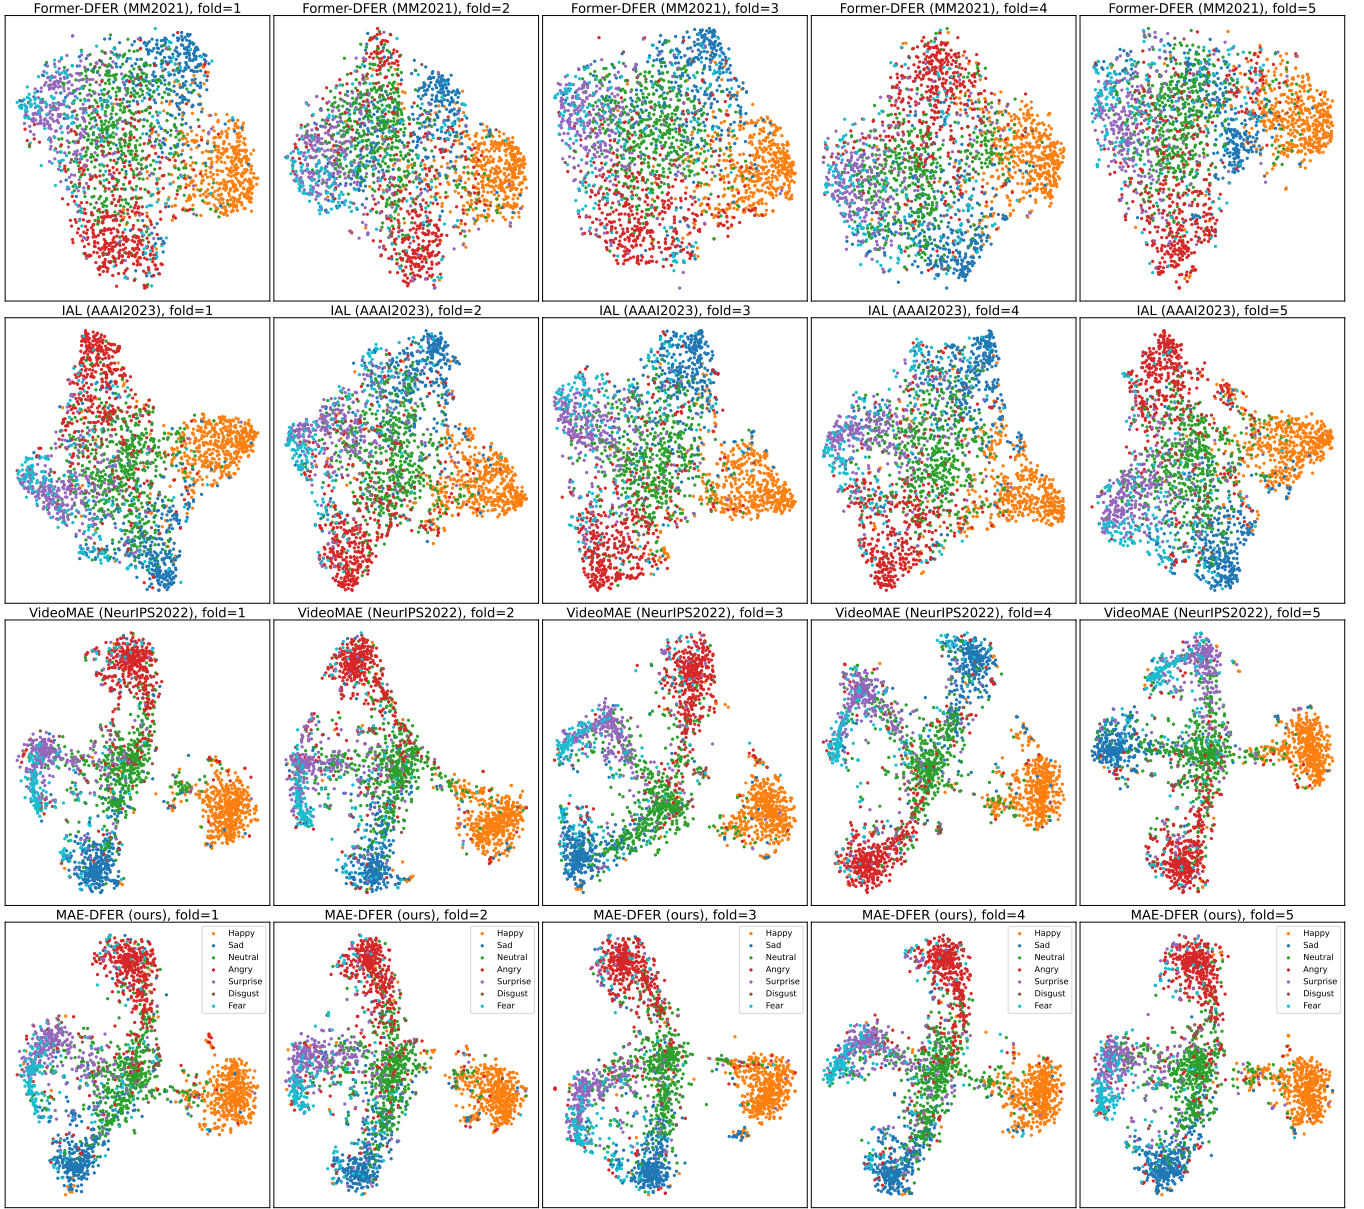 Former-DFER (MM2021), fold=1
Former-DFER (MM2021), fold=2
Former-DFER (MM2021), fold=3
Former-DFER (MM2021), fold=4
Former-DFER (MM2021), fold=5
IAL (AAAI2023), fold=1
IAL (AAAI2023), fold=2
IAL (AAAI2023), fold=3
IAL (AAAI2023), fold=4
IAL (AAAI2023), fold=5
VideoMAE (NeurIPS2022), fold=1
VideoMAE (NeurIPS2022), fold=2
VideoMAE (NeurIPS2022), fold=3
VideoMAE (NeurIPS2022), fold=4
VideoMAE (NeurIPS2022), fold=5
MAE-DFER (ours), fold=1
MAE-DFER (ours), fold=2
MAE-DFER (ours), fold=3
MAE-DFER (ours), fold=4
MAE-DFER (ours), fold=5
Happy
Sad
Neutral
Angry
Surprise
Disgust
Fear
Happy
Sad
Neutral
Angry
Surprise
Disgust
Fear
Happy
Sad
Neutral
Angry
Surprise
Disgust
Fear
Happy
Sad
Neutral
Angry
Surprise
Disgust
Fear
Happy
Sad
Neutral
Angry
Surprise
Disgust
Fear